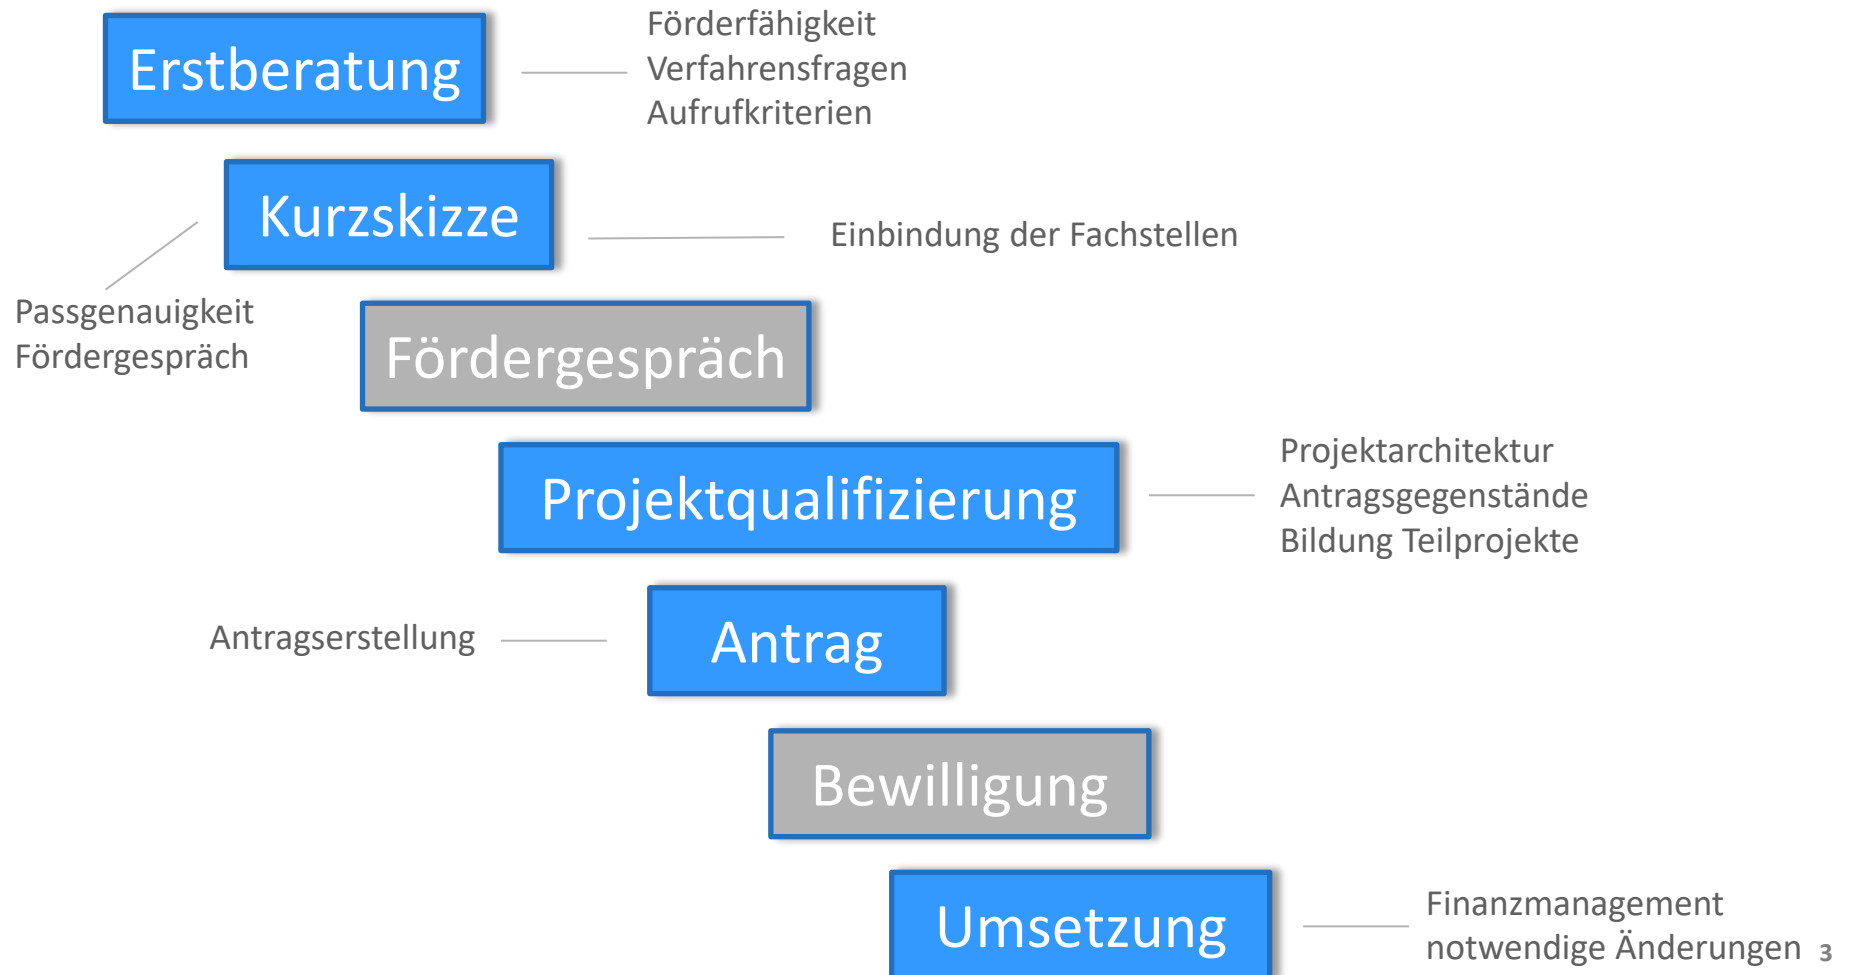 Erstberatung
Förderfähigkeit
Verfahrensfragen
Aufrufkriterien
Kurzskizze
Einbindung der Fachstellen
Passgenauigkeit
Fördergespräch
Fördergespräch
Projektqualifizierung
Projektarchitektur
Antragsgegenstände
Bildung Teilprojekte
Antragserstellung
Antrag
Bewilligung
Umsetzung
Finanzmanagement
notwendige Änderungen
3